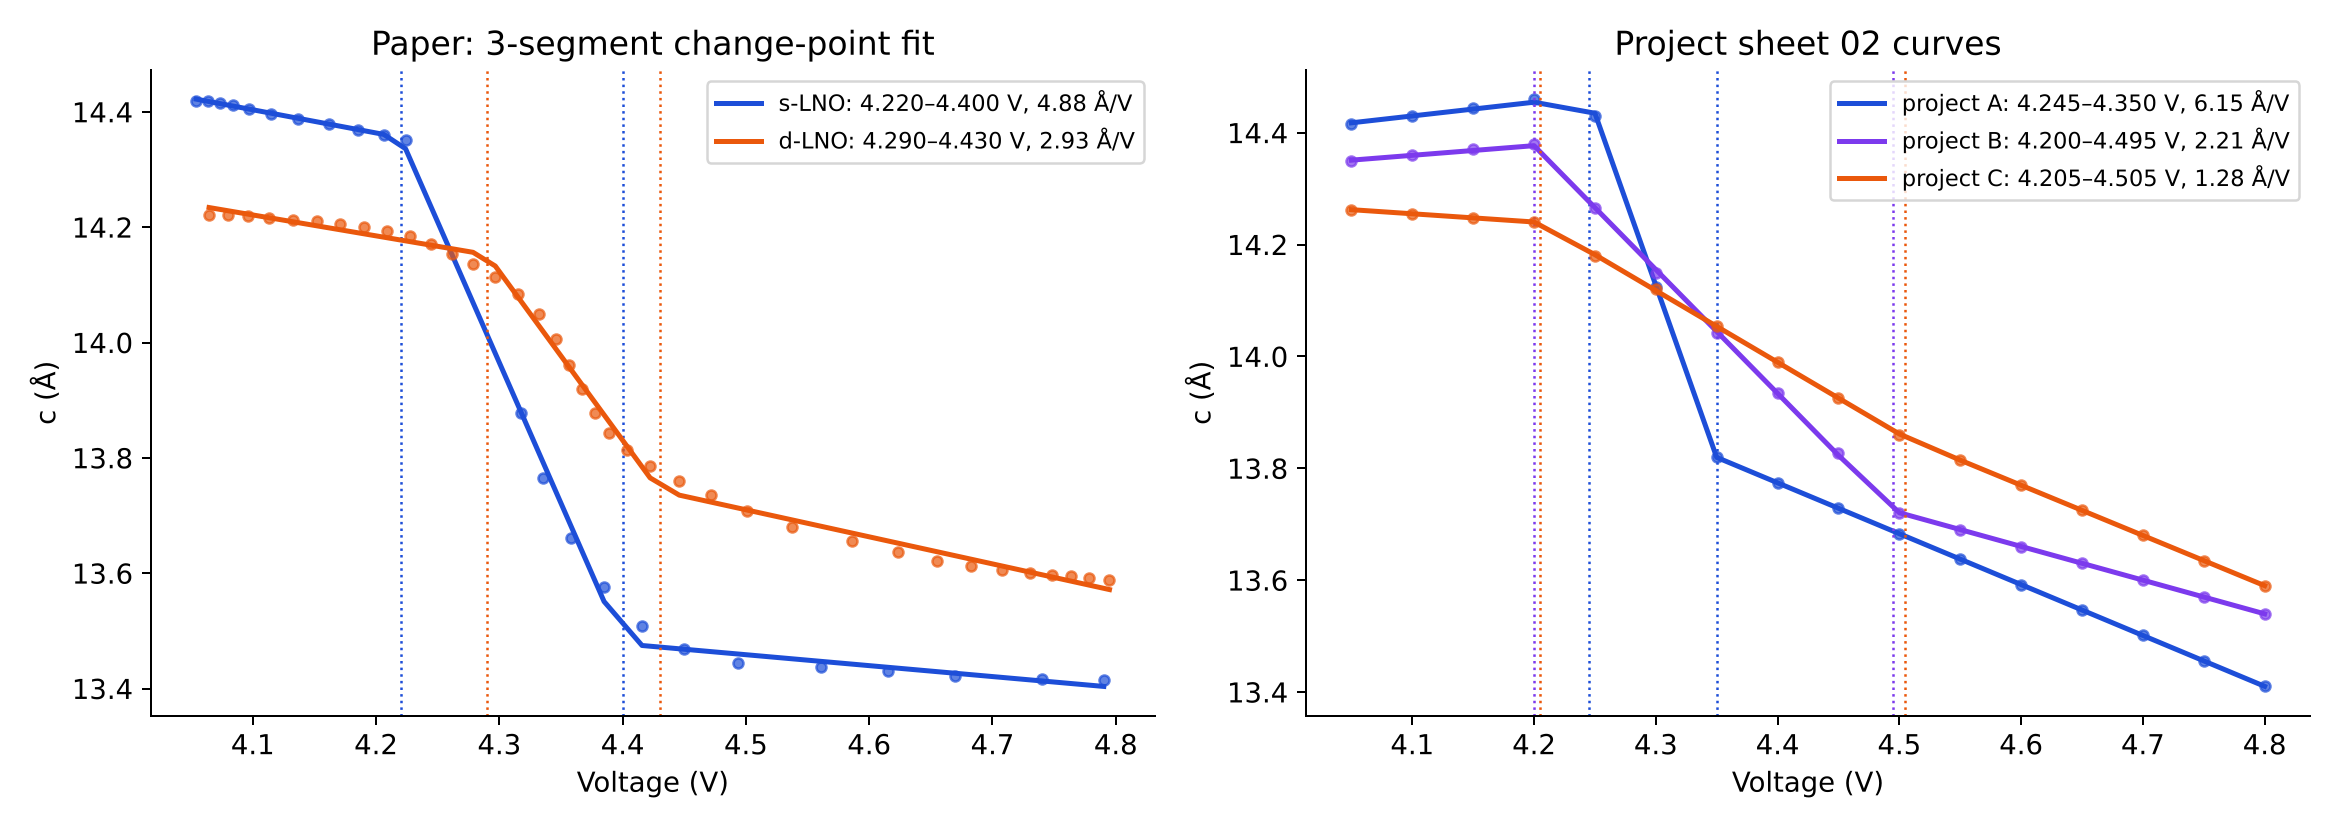 Paper: 3-segment change-point fit
s-LNO: 4.220–4.400 V, 4.88 Å/V
d-LNO: 4.290–4.430 V, 2.93 Å/V
c (Å)
14.4
14.2
14.0
13.8
13.6
13.4
4.1 4.2 4.3 4.4 4.5 4.6 4.7 4.8
Voltage (V)
Project sheet 02 curves
project A: 4.245–4.350 V, 6.15 Å/V
project B: 4.200–4.495 V, 2.21 Å/V
project C: 4.205–4.505 V, 1.28 Å/V
c (Å)
14.4
14.2
14.0
13.8
13.6
13.4
4.1 4.2 4.3 4.4 4.5 4.6 4.7 4.8
Voltage (V)